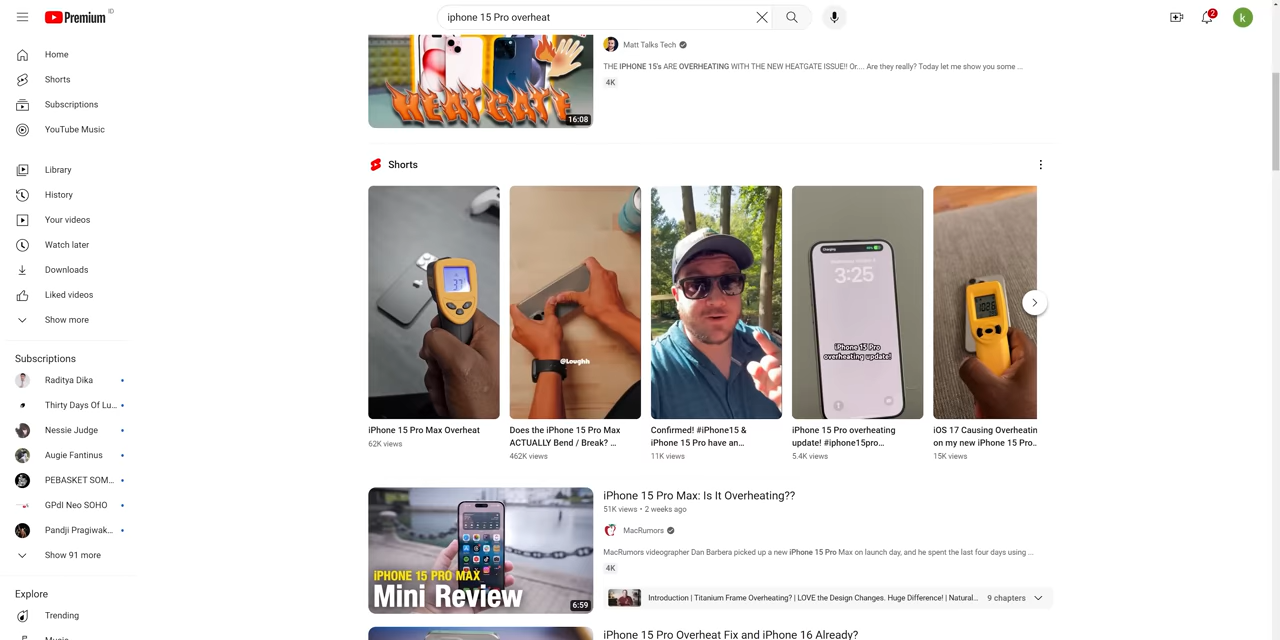 Premium ID
iphone 15 Pro overheat
2
k
Home
Shorts
Subscriptions
YouTube Music
Library
History
Your videos
Watch later
Downloads
Liked videos
Show more
Subscriptions
Raditya Dika
Thirty Days Of Lu...
Nessie Judge
Augie Fantinus
PEBASKET SOM...
GPdI Neo SOHO
Pandji Pragiwak...
Show 91 more
Explore
Trending
HEATGATE
16:08
Matt Talks Tech
THE IPHONE 15's ARE OVERHEATING WITH THE NEW HEATGATE ISSUE!! Or.... Are they really? Today let me show you some ...
4K
Shorts
37
@Loughh
Charging
3:25
iPhone 15 Pro
overheating update!
iPhone 15 Pro Max Overheat
62K views
Does the iPhone 15 Pro Max
ACTUALLY Bend / Break? ...
462K views
Confirmed! #iPhone15 &
iPhone 15 Pro have an...
11K views
iPhone 15 Pro overheating
update! #iphone15pro...
5.4K views
iOS 17 Causing Overheatin
on my new iPhone 15 Pro..
15K views
iPHONE 15 PRO MAX
Mini Review
6:59
iPhone 15 Pro Max: Is It Overheating??
51K views • 2 weeks ago
MacRumors
MacRumors videographer Dan Barbera picked up a new iPhone 15 Pro Max on launch day, and he spent the last four days using ...
4K
Introduction | Titanium Frame Overheating? | LOVE the Design Changes. Huge Difference! | Natural...
9 chapters
iPhone 15 Pro Overheat Fix and iPhone 16 Already?